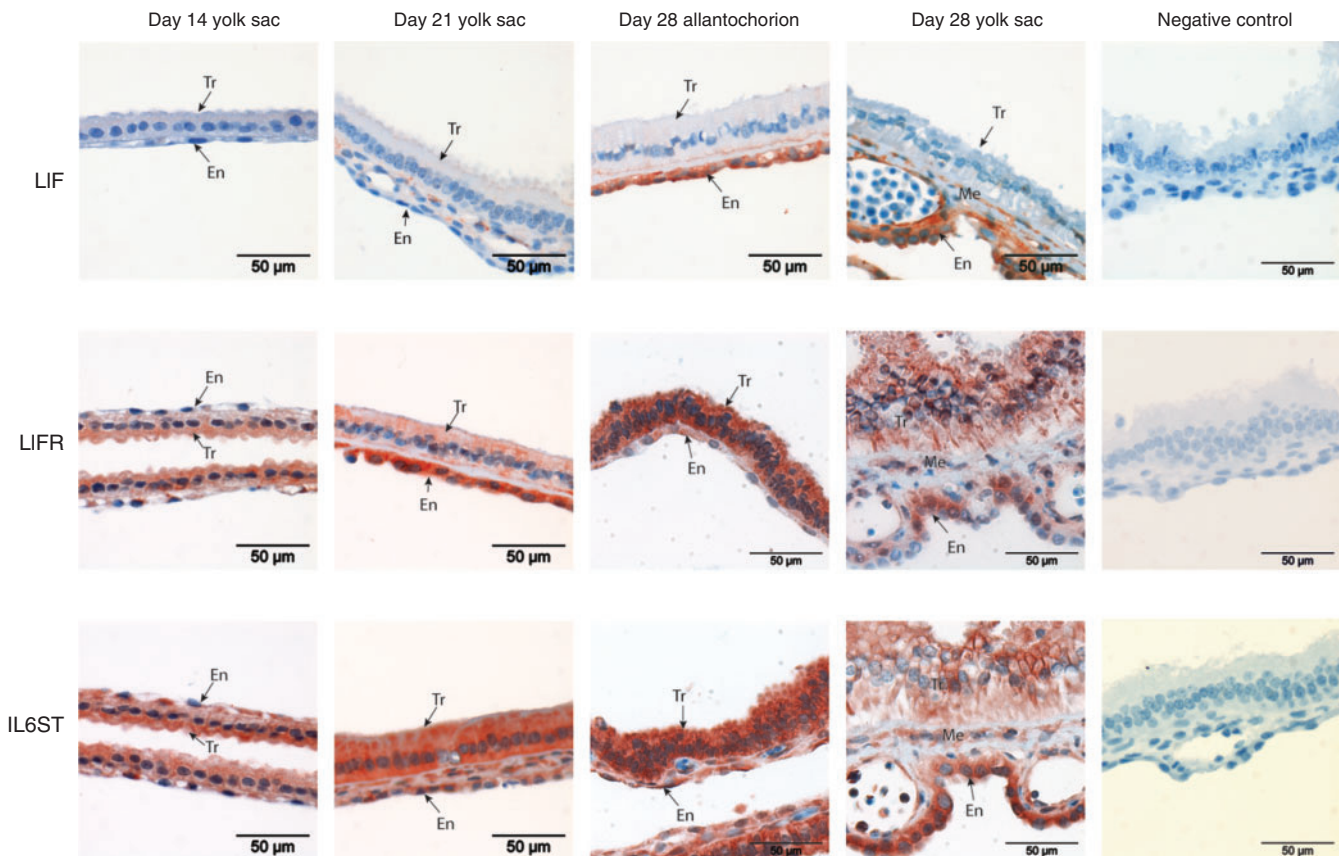 Day 14 yolk sac
Day 21 yolk sac
Day 28 allantochorion
Day 28 yolk sac
Negative control
LIF
Tr
En
50 µm
Tr
En
50 µm
Tr
En
50 µm
Tr
Me
En
50 µm
50 µm
LIFR
En
Tr
50 µm
Tr
En
50 µm
Tr
En
50 µm
Tr
Me
En
50 µm
50 µm
IL6ST
En
Tr
50 µm
Tr
En
50 µm
Tr
En
50 µm
Tr
Me
En
50 µm
50 µm